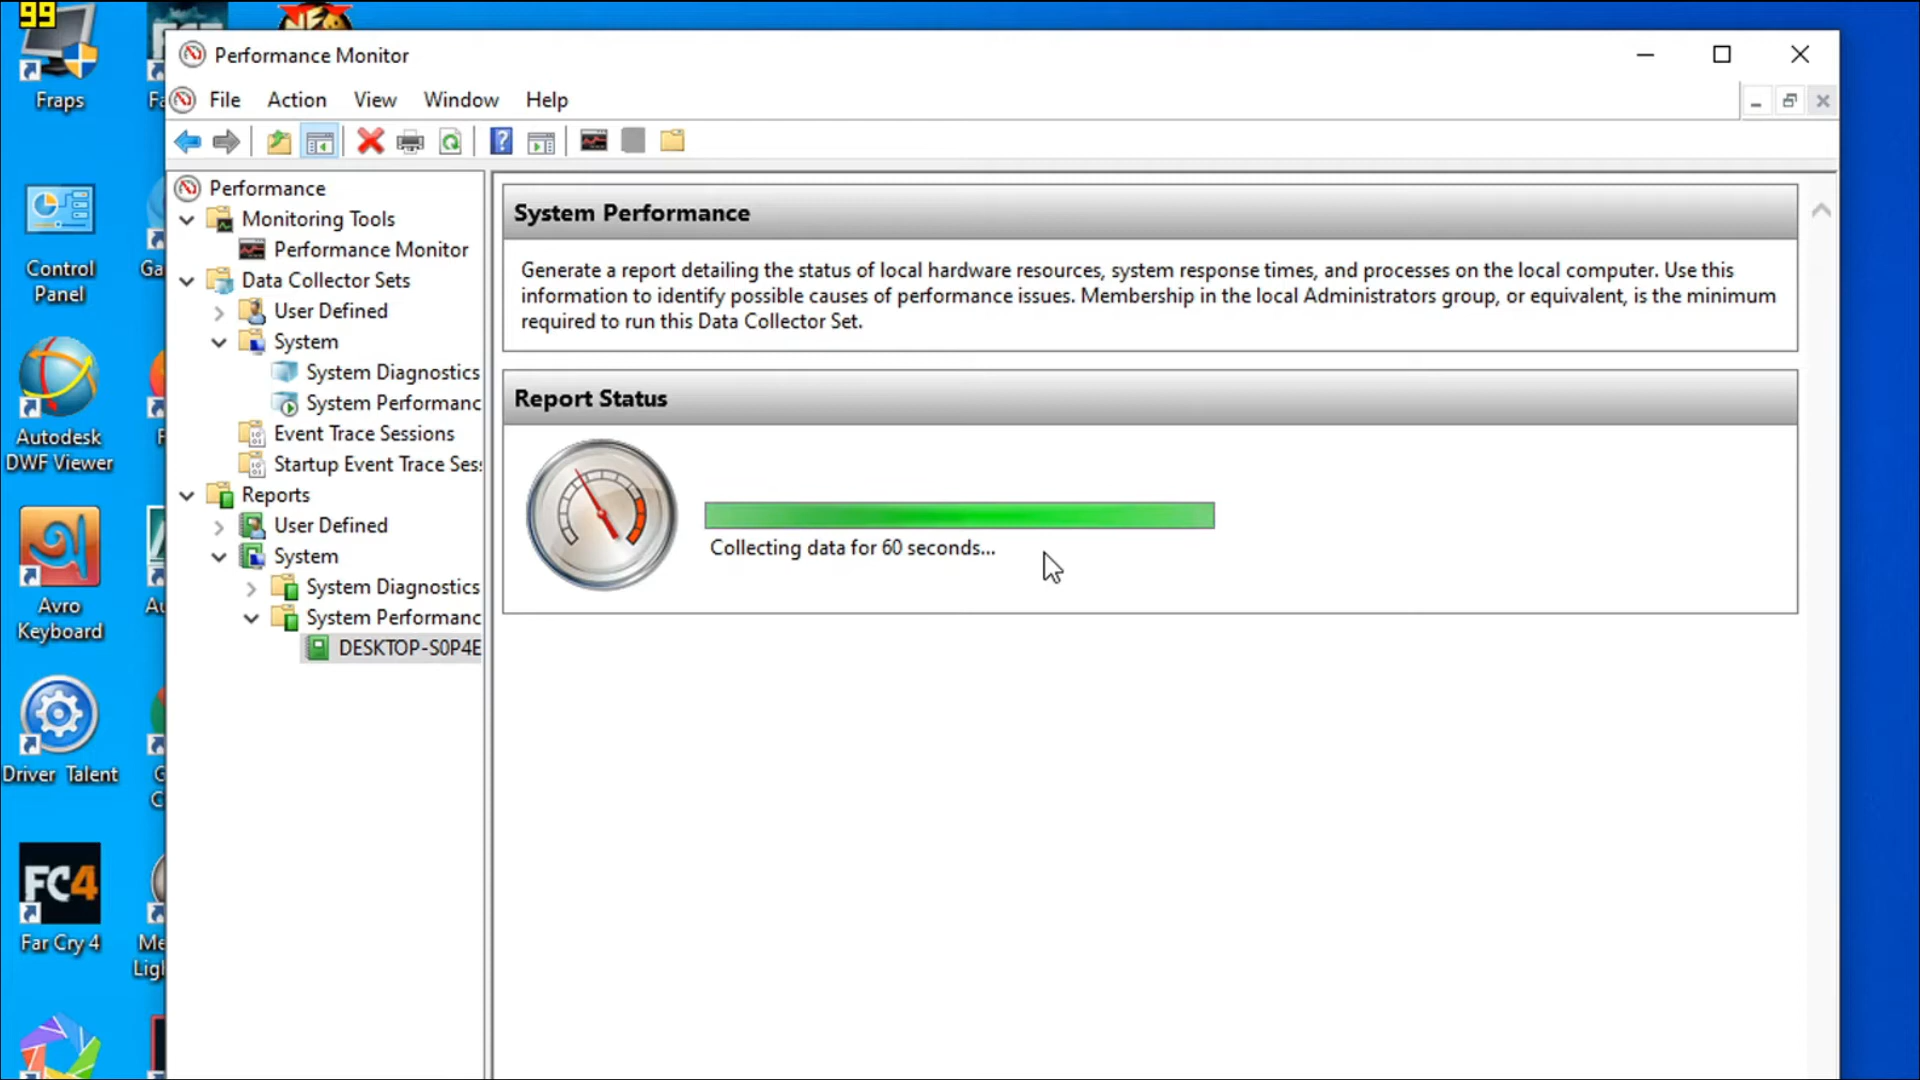 99
Fraps
Control
Panel
Autodesk
DWF Viewer
Avro
Keyboard
Driver Talent
FC4
Far Cry 4
Performance Monitor
File Action View Window Help
Performance
Monitoring Tools
Performance Monitor
Data Collector Sets
User Defined
System
System Diagnostics
System Performanc
Event Trace Sessions
Startup Event Trace Ses
Reports
User Defined
System
System Diagnostics
System Performanc
DESKTOP-S0P4E
System Performance
Generate a report detailing the status of local hardware resources, system response times, and processes on the local computer. Use this
information to identify possible causes of performance issues. Membership in the local Administrators group, or equivalent, is the minimum
required to run this Data Collector Set.
Report Status
Collecting data for 60 seconds...